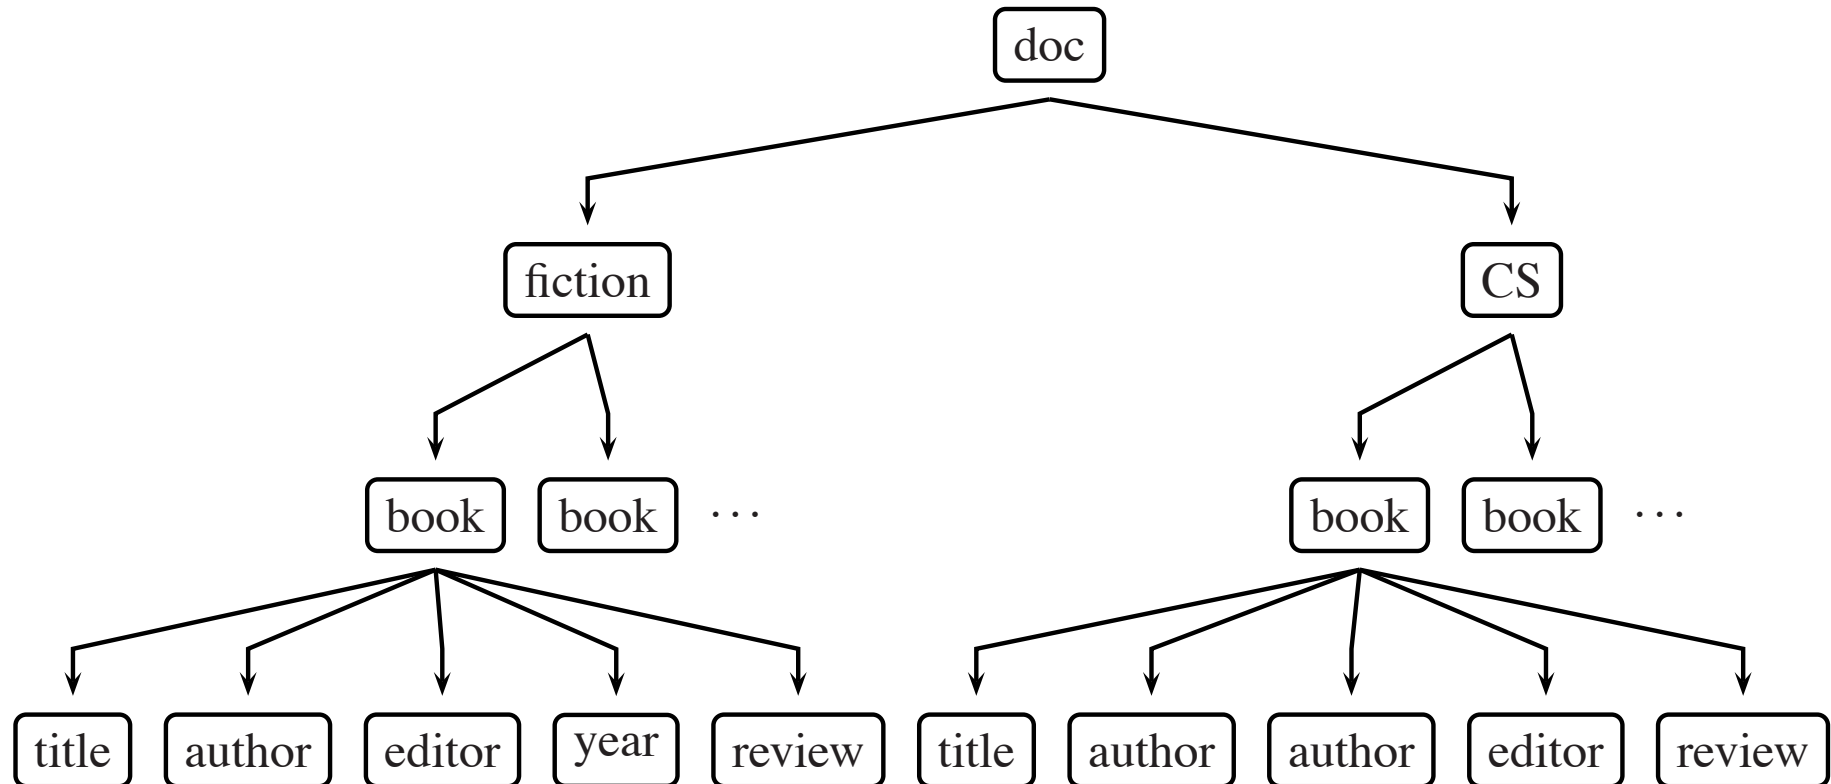 doc
fiction CS
book book ... book book ...
title author editor year review title author author editor review